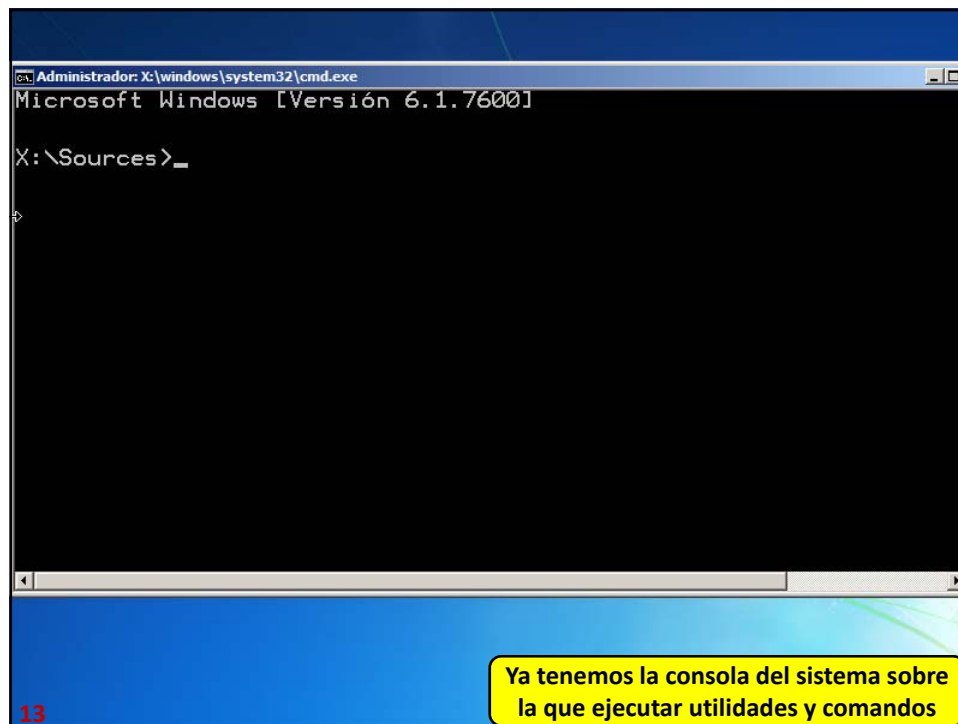 Administrador: X:\windows\system32\cmd.exe
Microsoft Windows [Versión 6.1.7600]
X:\Sources>_
Ya tenemos la consola del sistema sobre
la que ejecutar utilidades y comandos
13